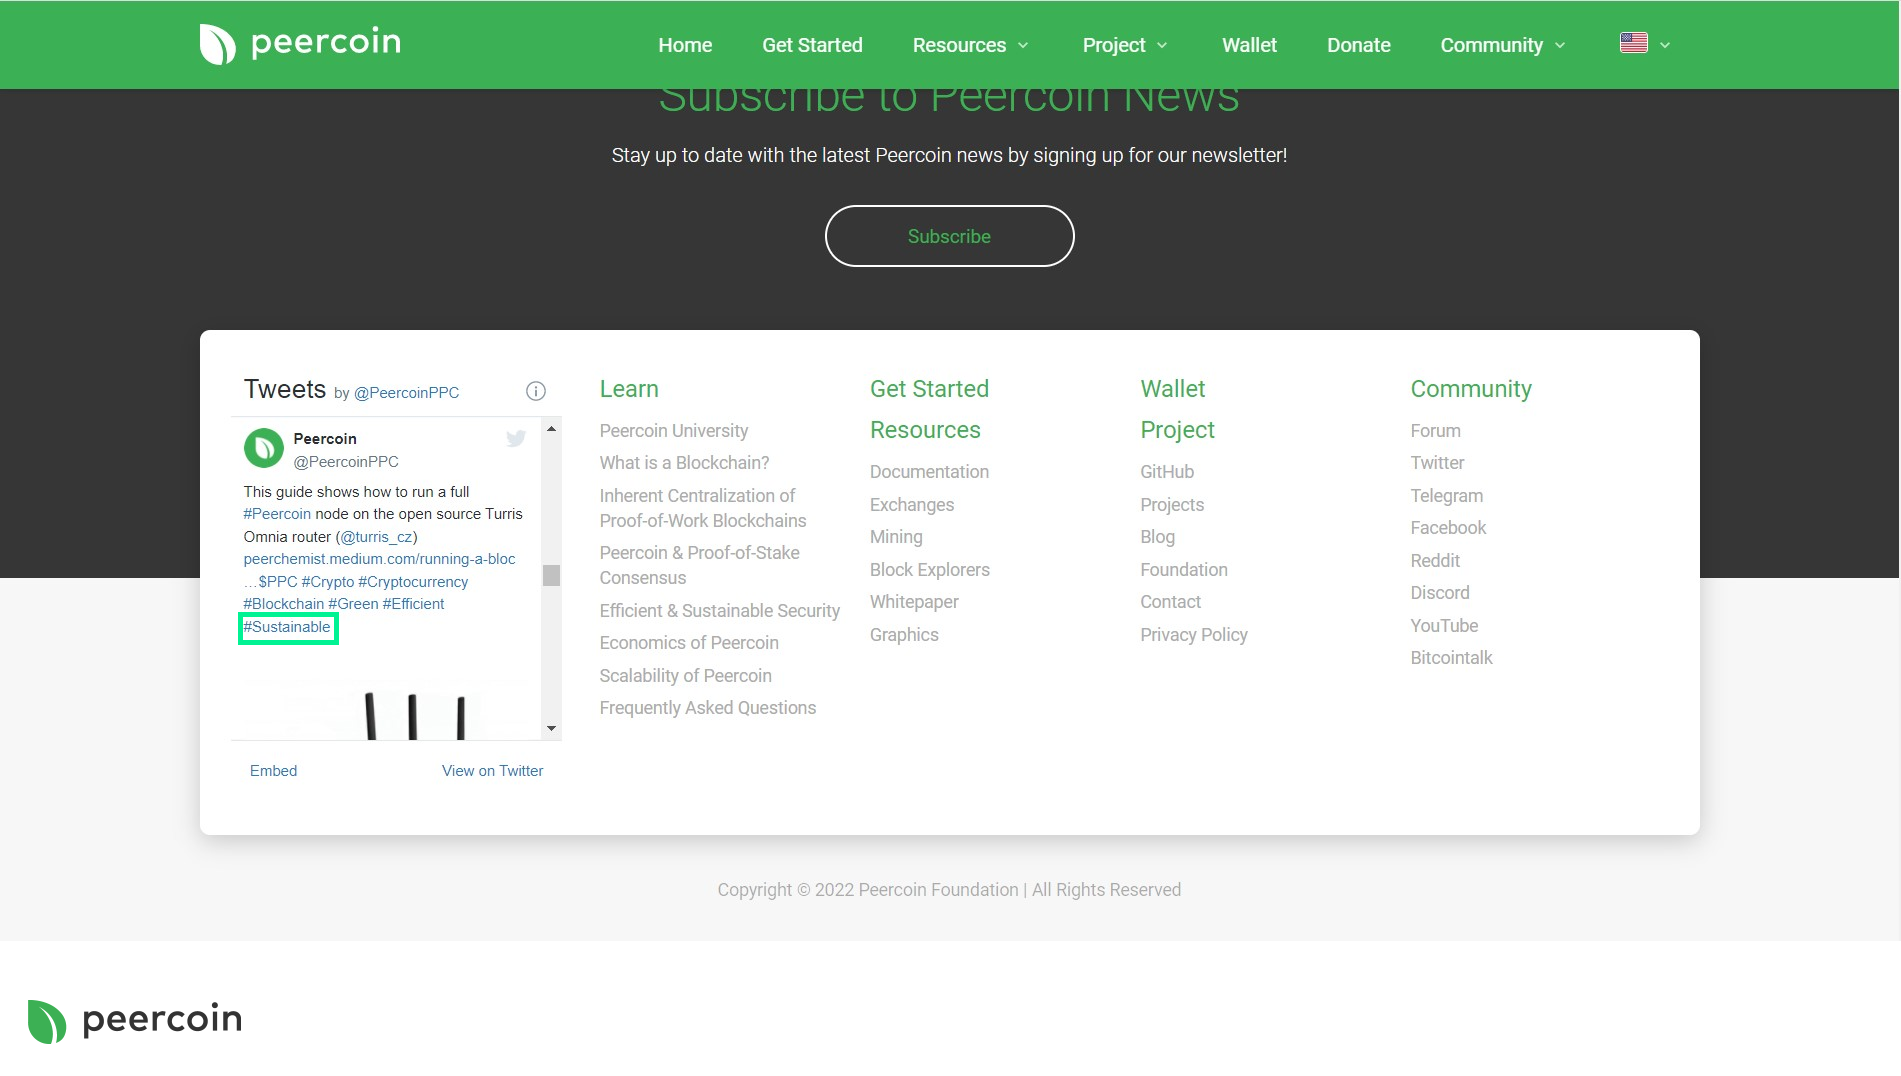 peercoin
Home
Get Started
Resources
Project
Wallet
Donate
Community
Subscribe to Peercoin News
Stay up to date with the latest Peercoin news by signing up for our newsletter!
Subscribe
Tweets by @PeercoinPPC
Peercoin
@PeercoinPPC
This guide shows how to run a full
#Peercoin node on the open source Turris
Omnia router (@turris_cz)
peerchemist.medium.com/running-a-bloc
…$PPC #Crypto #Cryptocurrency
#Blockchain #Green #Efficient
#Sustainable
Embed
View on Twitter
Learn
Peercoin University
What is a Blockchain?
Inherent Centralization of
Proof-of-Work Blockchains
Peercoin & Proof-of-Stake
Consensus
Efficient & Sustainable Security
Economics of Peercoin
Scalability of Peercoin
Frequently Asked Questions
Get Started
Resources
Documentation
Exchanges
Mining
Block Explorers
Whitepaper
Graphics
Wallet
Project
GitHub
Projects
Blog
Foundation
Contact
Privacy Policy
Community
Forum
Twitter
Telegram
Facebook
Reddit
Discord
YouTube
Bitcointalk
Copyright © 2022 Peercoin Foundation | All Rights Reserved
peercoin